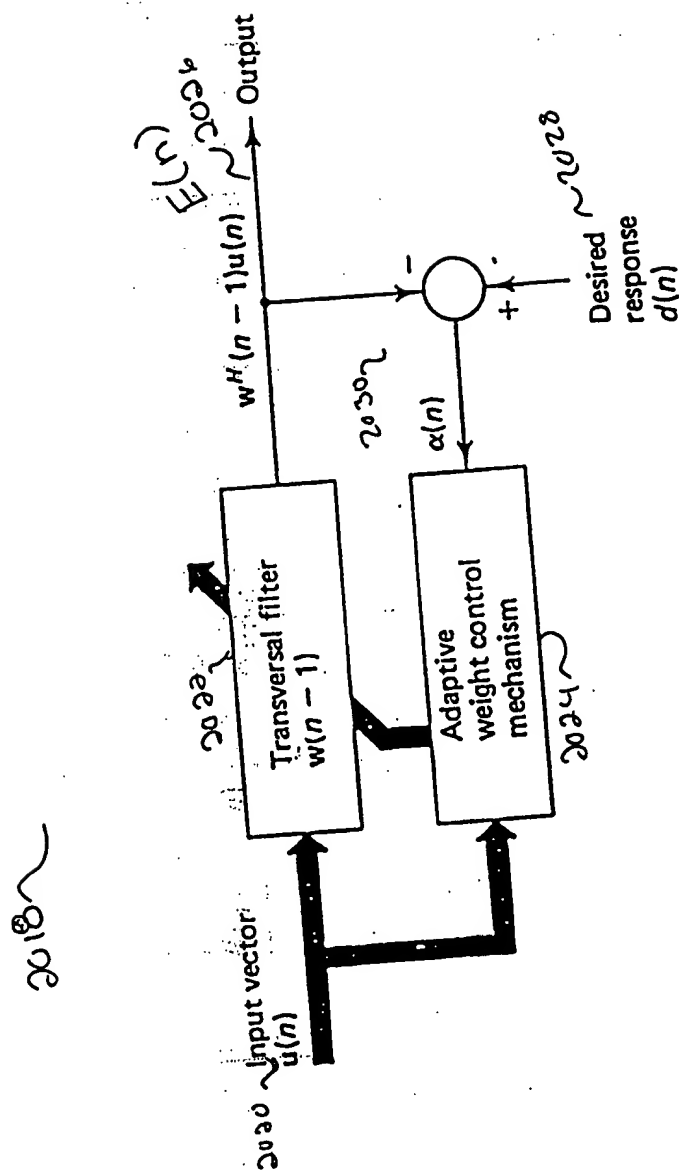 2018
2020
Input vector
u(n)
2022
Transversal filter
w(n − 1)
w^H(n − 1)u(n)
E(n)
2026
Output
Adaptive
weight control
mechanism
2024
2030
α(n)
−
+
Desired
response
d(n)
2028